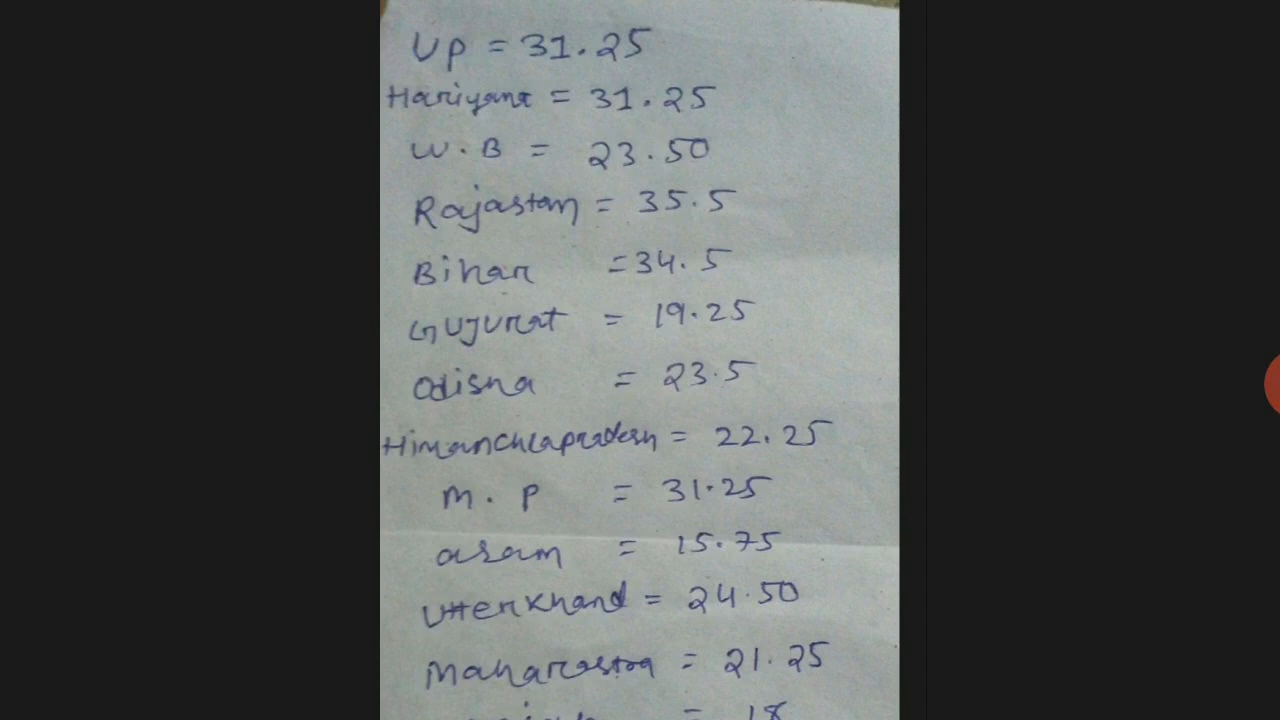 UP = 31.25
Hariyana = 31.25
W.B = 23.50
Rajastan = 35.5
Bihar = 34.5
Gujurat = 19.25
Odisha = 23.5
Himanchlapradesh = 22.25
M.P = 31.25
asam = 15.75
Utterkhand = 24.50
Maharastra = 21.25
= 18